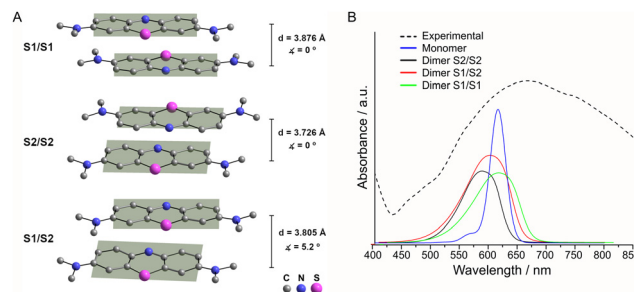 A
S1/S1
d = 3.876 Å
∡ = 0 º
S2/S2
d = 3.726 Å
∡ = 0 º
S1/S2
d = 3.805 Å
∡ = 5.2 º
C N S
B
Experimental
Monomer
Dimer S2/S2
Dimer S1/S2
Dimer S1/S1
Absorbance / a.u.
400 450 500 550 600 650 700 750 800 85
Wavelength / nm